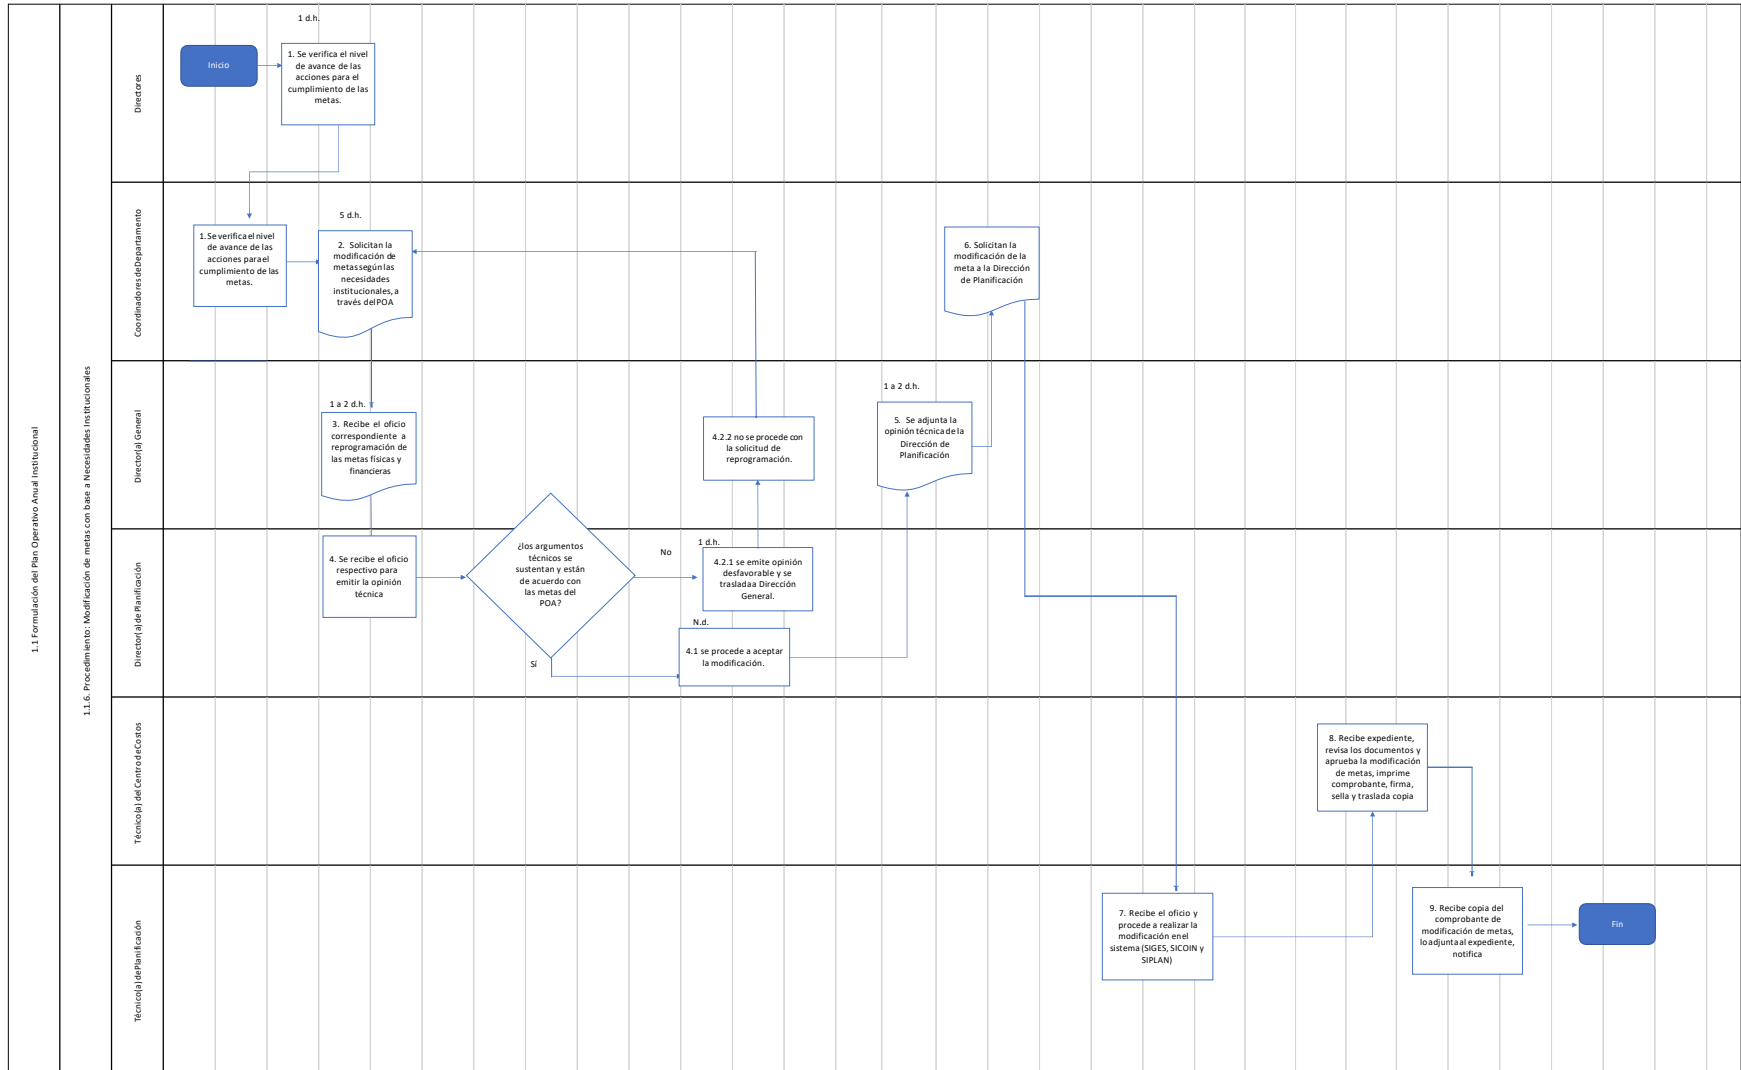 1.1 Formulación del Plan Operativo Anual Institucional
1.1.6. Procedimiento: Modificación de metas con base a Necesidades Institucionales
Directores
1 d.h.
Inicio
1. Se verifica el nivel
de avance de las
acciones para el
cumplimiento de las
metas.
Coordinadores de Departamento
1. Se verifica el nivel
de avance de las
acciones para el
cumplimiento de las
metas.
5 d.h.
2. Solicitan la
modificación de
metas según las
necesidades
institucionales, a
través del POA
6. Solicitan la
modificación de la
meta a la Dirección
de Planificación
Director(a) General
1 a 2 d.h.
3. Recibe el oficio
correspondiente a
reprogramación de
las metas físicas y
financieras
4.2.2 no se procede con
la solicitud de
reprogramación.
1 a 2 d.h.
5. Se adjunta la
opinión técnica de la
Dirección de
Planificación
Director(a) de Planificación
4. Se recibe el oficio
respectivo para
emitir la opinión
técnica
¿los argumentos
técnicos se
sustentan y están
de acuerdo con
las metas del
POA?
No
Sí
1 d.h.
4.2.1 se emite opinión
desfavorable y se
traslada a Dirección
General.
N.d.
4.1 se procede a aceptar
la modificación.
Técnico (a) del Centro de Costos
8. Recibe expediente,
revisa los documentos y
aprueba la modificación
de metas, imprime
comprobante, firma,
sella y traslada copia
Técnico(a) de Planificación
7. Recibe el oficio y
procede a realizar la
modificación en el
sistema (SIGES, SICOIN y
SIPLAN)
9. Recibe copia del
comprobante de
modificación de metas,
lo adjunta al expediente,
notifica
Fin